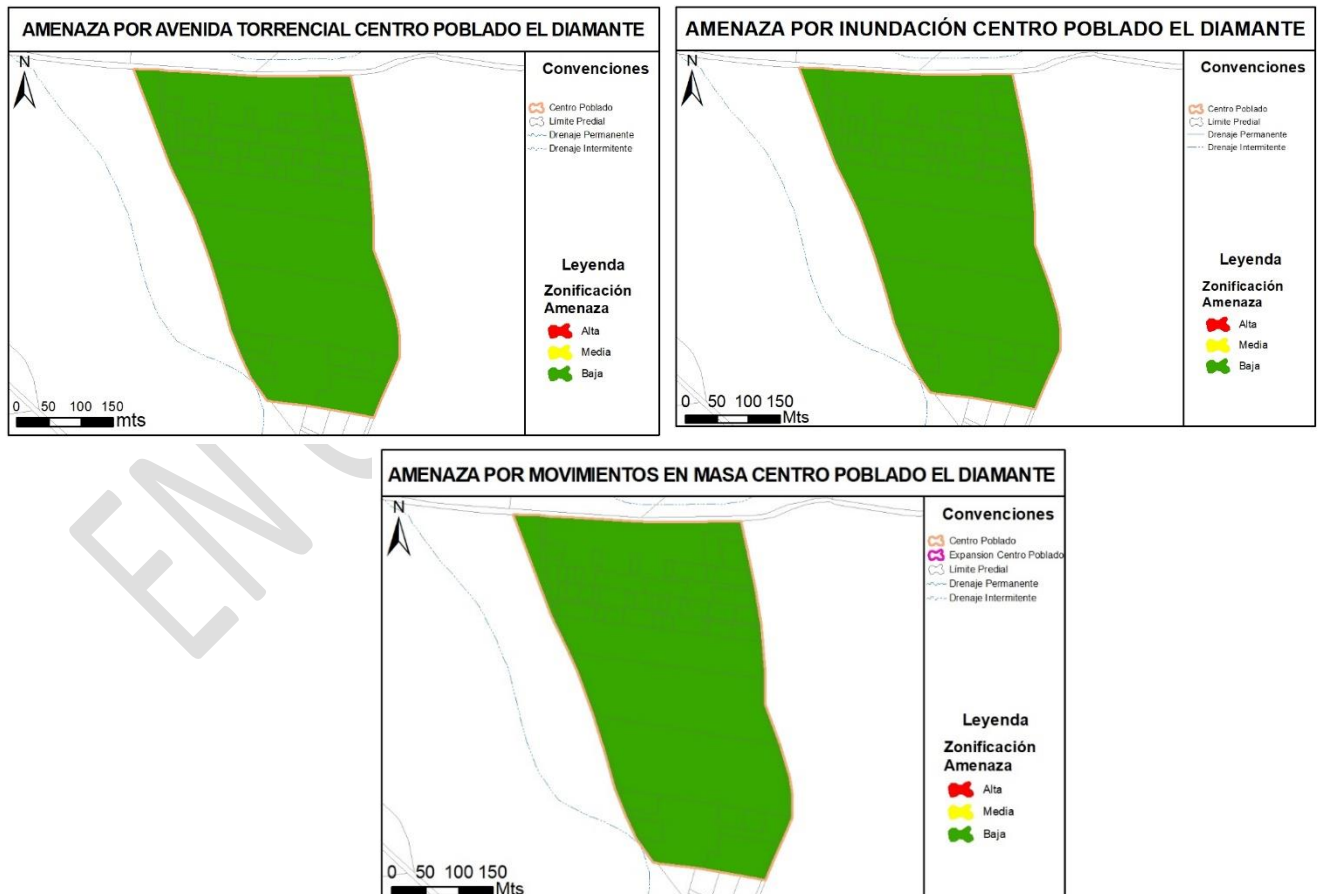 AMENAZA POR AVENIDA TORRENCIAL CENTRO POBLADO EL DIAMANTE
N
Convenciones
Centro Poblado
Límite Predial
Drenaje Permanente
Drenaje Intermitente
Leyenda
Zonificación
Amenaza
Alta
Media
Baja
0 50 100 150
mts
AMENAZA POR INUNDACIÓN CENTRO POBLADO EL DIAMANTE
N
Convenciones
Centro Poblado
Límite Predial
Drenaje Permanente
Drenaje Intermitente
Leyenda
Zonificación
Amenaza
Alta
Media
Baja
0 50 100 150
Mts
AMENAZA POR MOVIMIENTOS EN MASA CENTRO POBLADO EL DIAMANTE
N
Convenciones
Centro Poblado
Expansion Centro Poblado
Límite Predial
Drenaje Permanente
Drenaje Intermitente
Leyenda
Zonificación
Amenaza
Alta
Media
Baja
0 50 100 150
Mts
EN